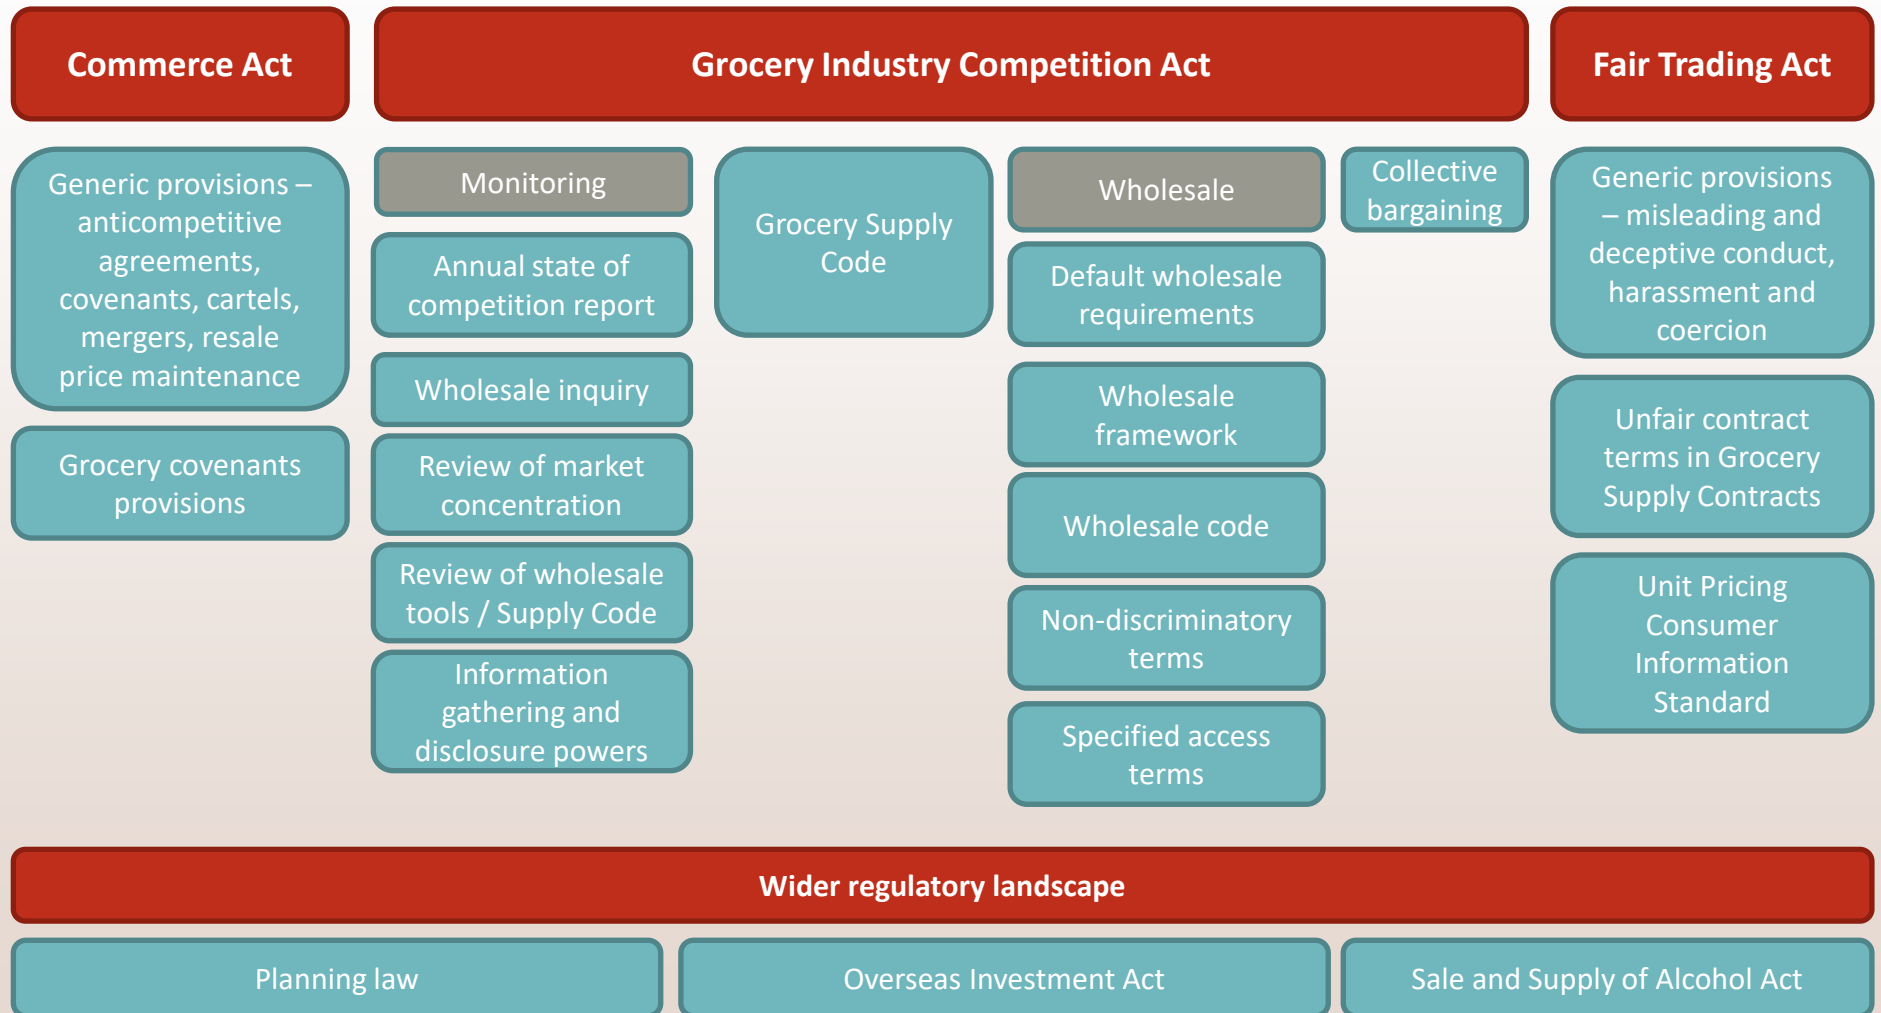 Commerce Act
Grocery Industry Competition Act
Fair Trading Act
Generic provisions –
anticompetitive
agreements,
covenants, cartels,
mergers, resale
price maintenance
Grocery covenants
provisions
Monitoring
Annual state of
competition report
Wholesale inquiry
Review of market
concentration
Review of wholesale
tools / Supply Code
Information
gathering and
disclosure powers
Grocery Supply
Code
Wholesale
Default wholesale
requirements
Wholesale
framework
Wholesale code
Non-discriminatory
terms
Specified access
terms
Collective
bargaining
Generic provisions
– misleading and
deceptive conduct,
harassment and
coercion
Unfair contract
terms in Grocery
Supply Contracts
Unit Pricing
Consumer
Information
Standard
Wider regulatory landscape
Planning law
Overseas Investment Act
Sale and Supply of Alcohol Act